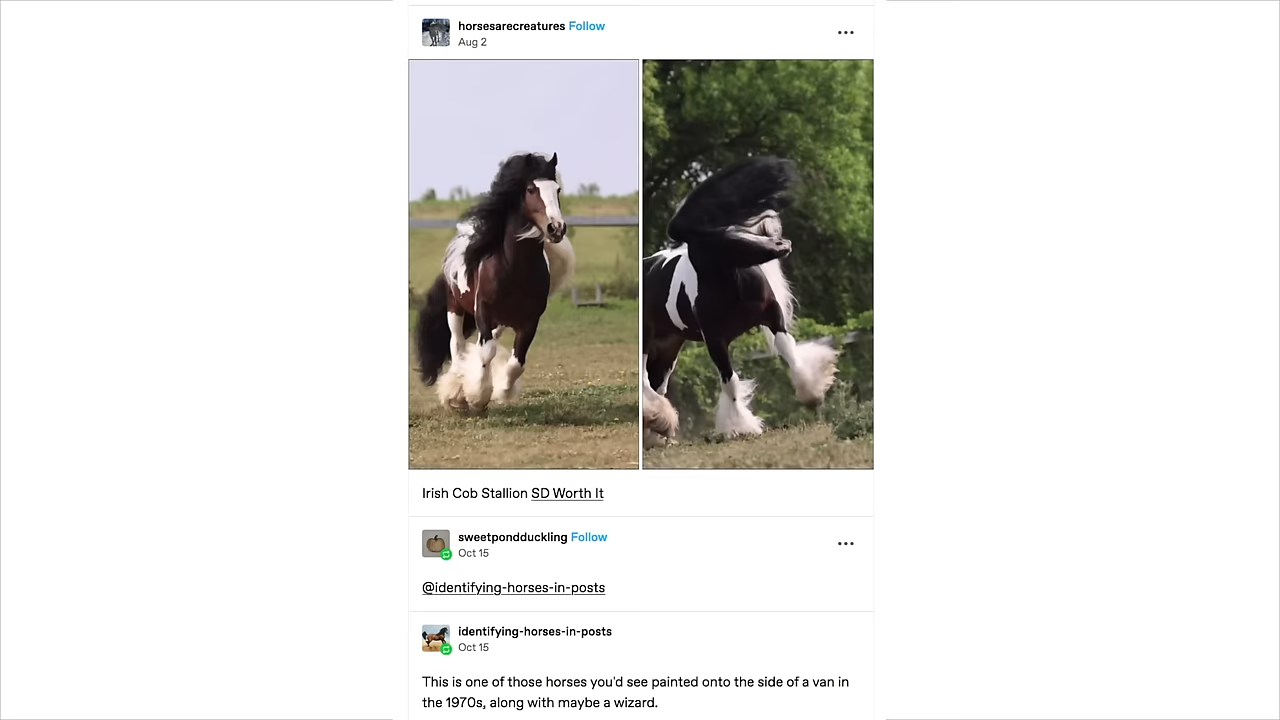 horsesarecreatures Follow
Aug 2
Irish Cob Stallion SD Worth It
sweetpondduckling Follow
Oct 15
@identifying-horses-in-posts
identifying-horses-in-posts
Oct 15
This is one of those horses you'd see painted onto the side of a van in
the 1970s, along with maybe a wizard.